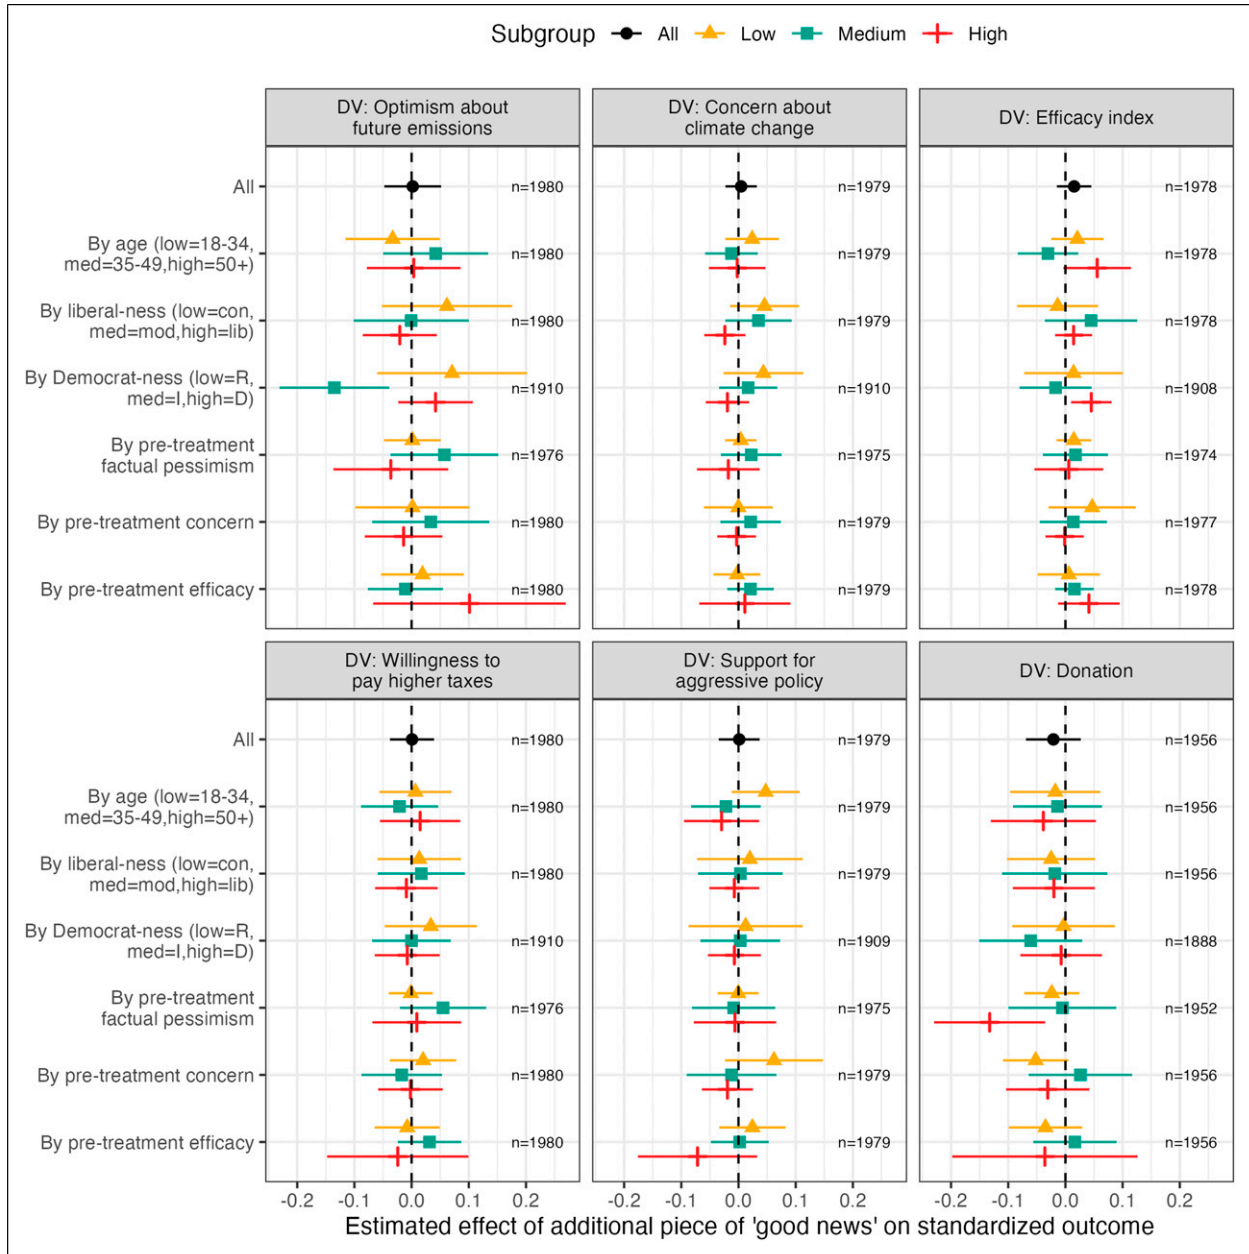 Subgroup All Low Medium High
DV: Optimism about
future emissions
DV: Concern about
climate change
DV: Efficacy index
All
n=1980
n=1979
n=1978
By age (low=18-34,
med=35-49,high=50+)
n=1980
n=1979
n=1978
By liberal-ness (low=con,
med=mod,high=lib)
n=1980
n=1979
n=1978
By Democrat-ness (low=R,
med=I,high=D)
n=1910
n=1910
n=1908
By pre-treatment
factual pessimism
n=1976
n=1975
n=1974
By pre-treatment concern
n=1980
n=1979
n=1977
By pre-treatment efficacy
n=1980
n=1979
n=1978
DV: Willingness to
pay higher taxes
DV: Support for
aggressive policy
DV: Donation
All
n=1980
n=1979
n=1956
By age (low=18-34,
med=35-49,high=50+)
n=1980
n=1979
n=1956
By liberal-ness (low=con,
med=mod,high=lib)
n=1980
n=1979
n=1956
By Democrat-ness (low=R,
med=I,high=D)
n=1910
n=1909
n=1888
By pre-treatment
factual pessimism
n=1976
n=1975
n=1952
By pre-treatment concern
n=1980
n=1979
n=1956
By pre-treatment efficacy
n=1980
n=1979
n=1956
-0.2 -0.1 0.0 0.1 0.2
-0.2 -0.1 0.0 0.1 0.2
-0.2 -0.1 0.0 0.1 0.2
Estimated effect of additional piece of 'good news' on standardized outcome